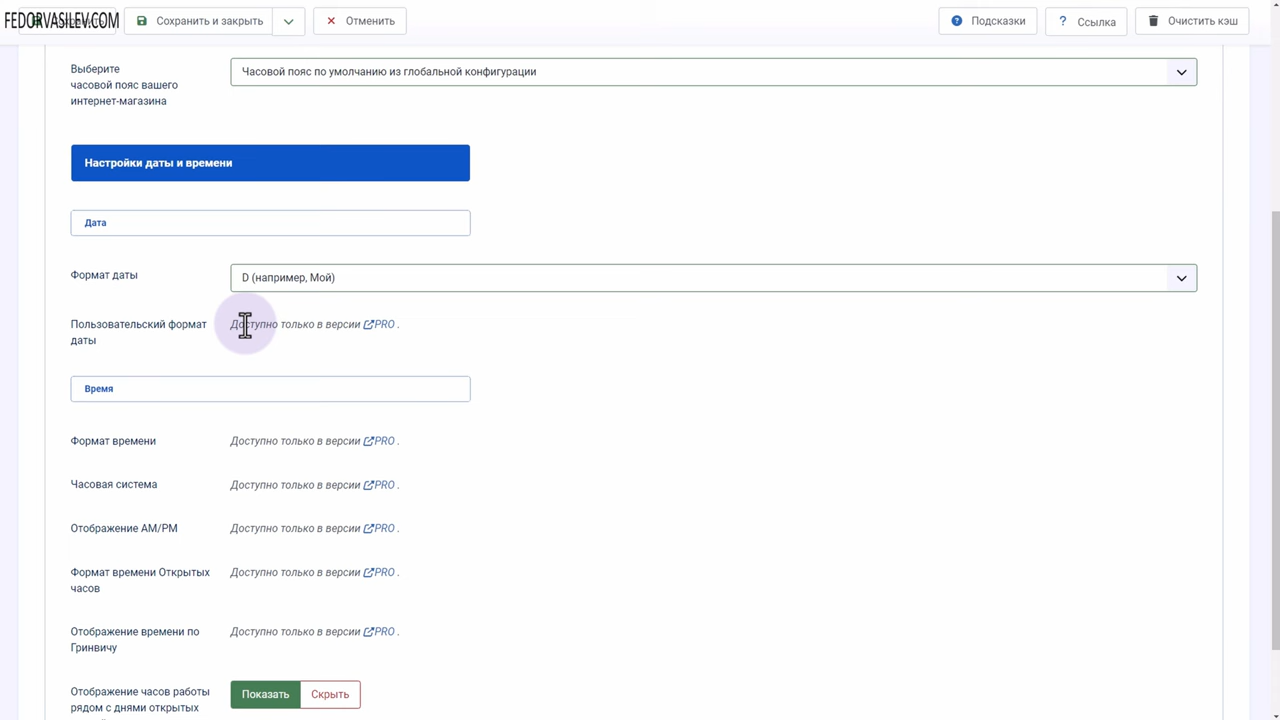 FEDORVASILEV.COM
Сохранить и закрыть
Отменить
Подсказки
Ссылка
Очистить кэш
Выберите
часовой пояс вашего
интернет-магазина
Часовой пояс по умолчанию из глобальной конфигурации
Настройки даты и времени
Дата
Формат даты
D (например, Мой)
Пользовательский формат
даты
Доступно только в версии PRO .
Время
Формат времени
Доступно только в версии PRO .
Часовая система
Доступно только в версии PRO .
Отображение AM/PM
Доступно только в версии PRO .
Формат времени Открытых
часов
Доступно только в версии PRO .
Отображение времени по
Гринвичу
Доступно только в версии PRO .
Отображение часов работы
рядом с днями открытых
Показать
Скрыть